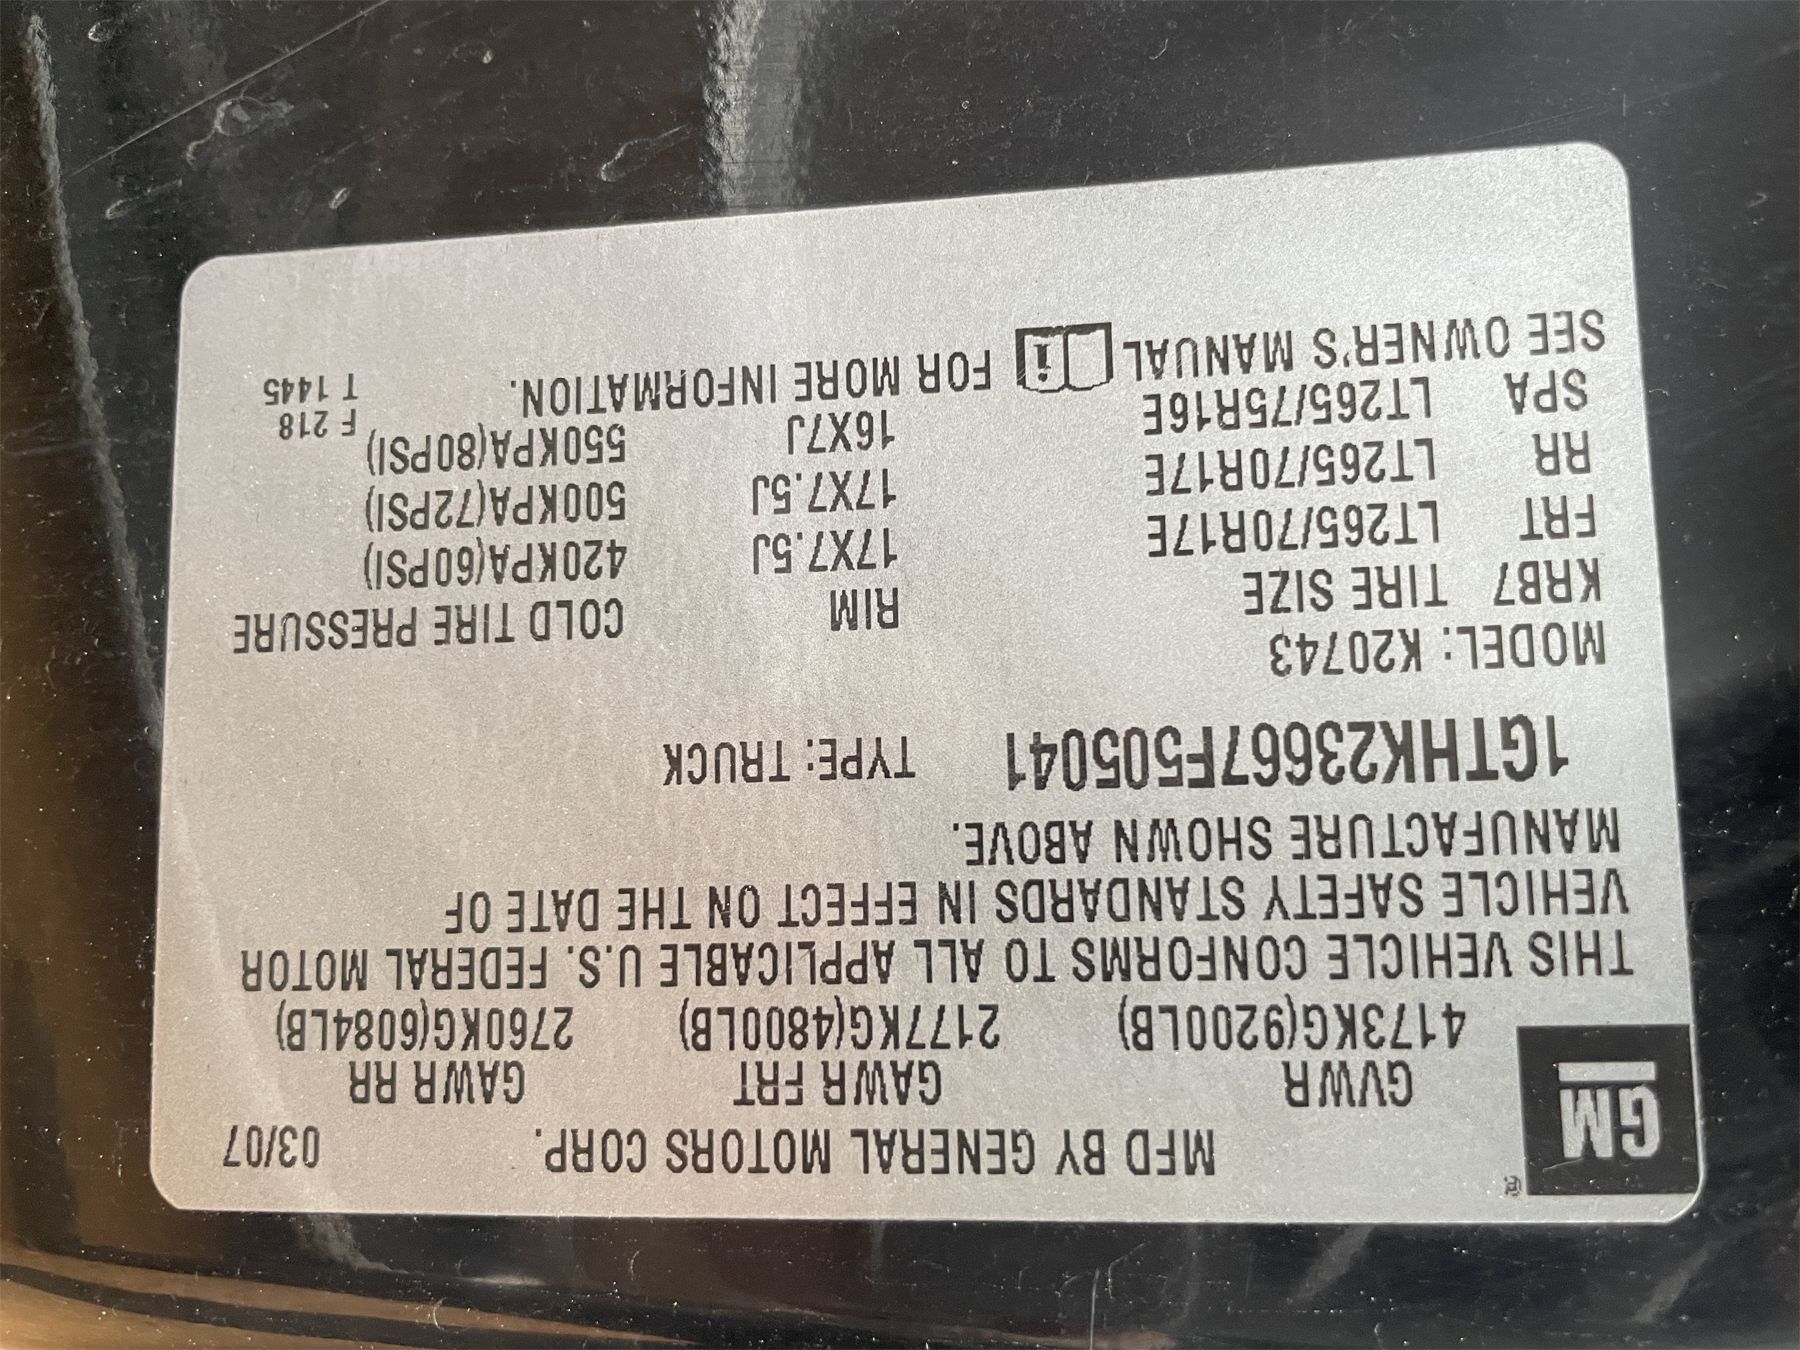 GM ®
MFD BY GENERAL MOTORS CORP. 03/07
GVWR GAWR FRT GAWR RR
4173KG(9200LB) 2177KG(4800LB) 2760KG(6084LB)
THIS VEHICLE CONFORMS TO ALL APPLICABLE U.S. FEDERAL MOTOR
VEHICLE SAFETY STANDARDS IN EFFECT ON THE DATE OF
MANUFACTURE SHOWN ABOVE.
1GTHK23667F505041 TYPE: TRUCK
MODEL: K20743
KRB7 TIRE SIZE RIM COLD TIRE PRESSURE
FRT LT265/70R17E 17X7.5J 420KPA(60PSI)
RR LT265/70R17E 17X7.5J 500KPA(72PSI)
SPA LT265/75R16E 16X7J 550KPA(80PSI) F 218
SEE OWNER'S MANUAL i FOR MORE INFORMATION. T 1445